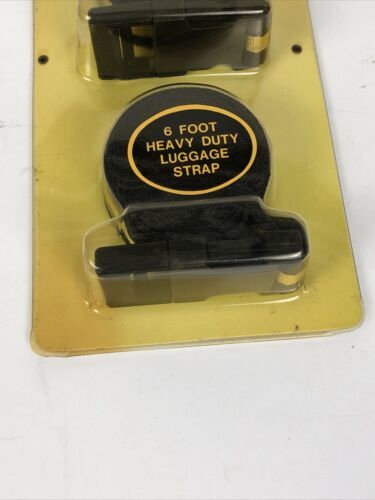 6 FOOT
HEAVY DUTY
LUGGAGE
STRAP